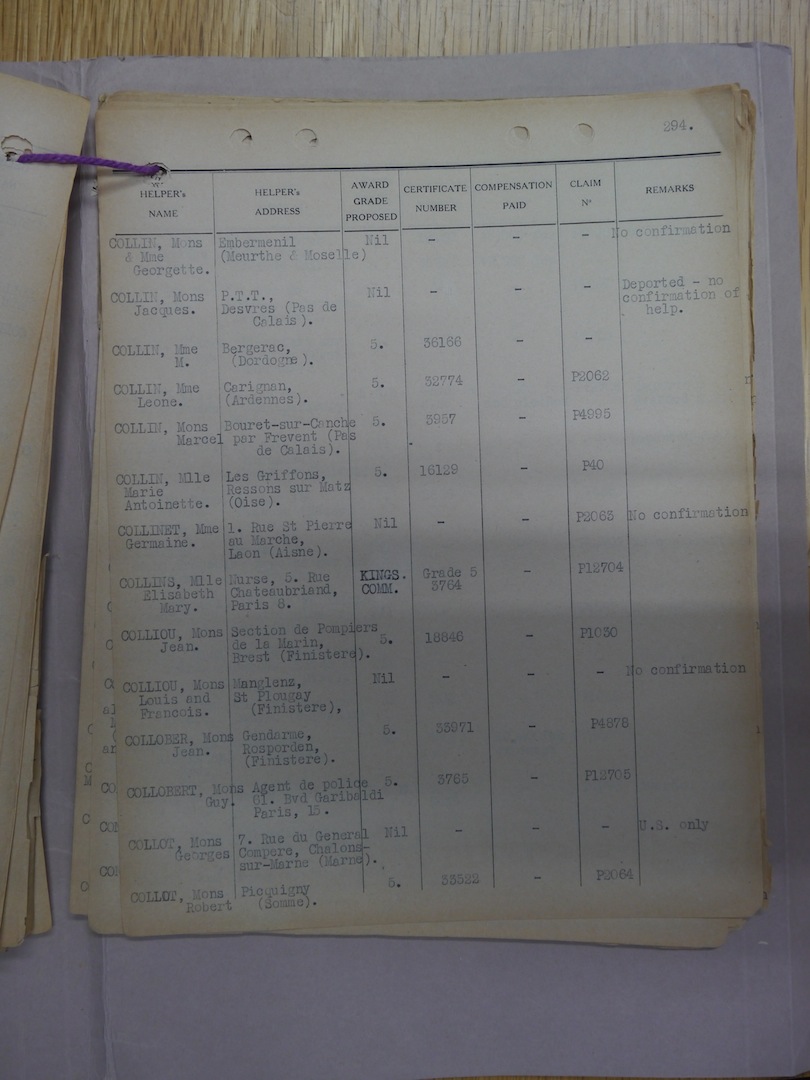 294.
HELPER's NAME | HELPER's ADDRESS | AWARD GRADE PROPOSED | CERTIFICATE NUMBER | COMPENSATION PAID | CLAIM Nº | REMARKS
COLLIN, Mons Embermenil Nil - - - No confirmation
& Mme (Meurthe & Moselle)
Georgette.
COLLIN, Mons P.T.T., Nil - - - Deported - no
Jacques. Desvres (Pas de confirmation of
Calais). help.
COLLIN, Mme Bergerac, 5. 36166 - -
M. (Dordogne).
COLLIN, Mme Carignan, 5. 32774 - P2062
Leone. (Ardennes).
COLLIN, Mons Bouret-sur-Canche 5. 3957 - P4995
Marcel par Frevent (Pas
de Calais).
COLLIN, Mlle Les Griffons, 5. 16129 - P40
Marie Ressons sur Matz
Antoinette. (Oise).
COLLINET, Mme 1. Rue St Pierre Nil - - P2063 No confirmation
Germaine. au Marche,
Laon (Aisne).
COLLINS, Mlle Nurse, 5. Rue KINGS. Grade 5 - P12704
Elisabeth Chateaubriand, COMM. 3764
Mary. Paris 8.
COLLIOU, Mons Section de Pompiers 5. 18846 - P1030
Jean. de la Marin,
Brest (Finistere).
COLLIOU, Mons Manglenz, Nil - - - No confirmation
Louis and St Plougay
Francois. (Finistere),
COLLOBER, Mons Gendarme, 5. 33971 - P4878
Jean. Rosporden,
(Finistere).
COLLOBERT, Mons Agent de police 5. 3765 - P12705
Guy. 61. Bvd Garibaldi
Paris, 15.
COLLOT, Mons 7. Rue du General Nil - - - U.S. only
Georges Compere, Chalons-
sur-Marne (Marne).
COLLOT, Mons Picquigny 5. 33522 - P2064
Robert (Somme).